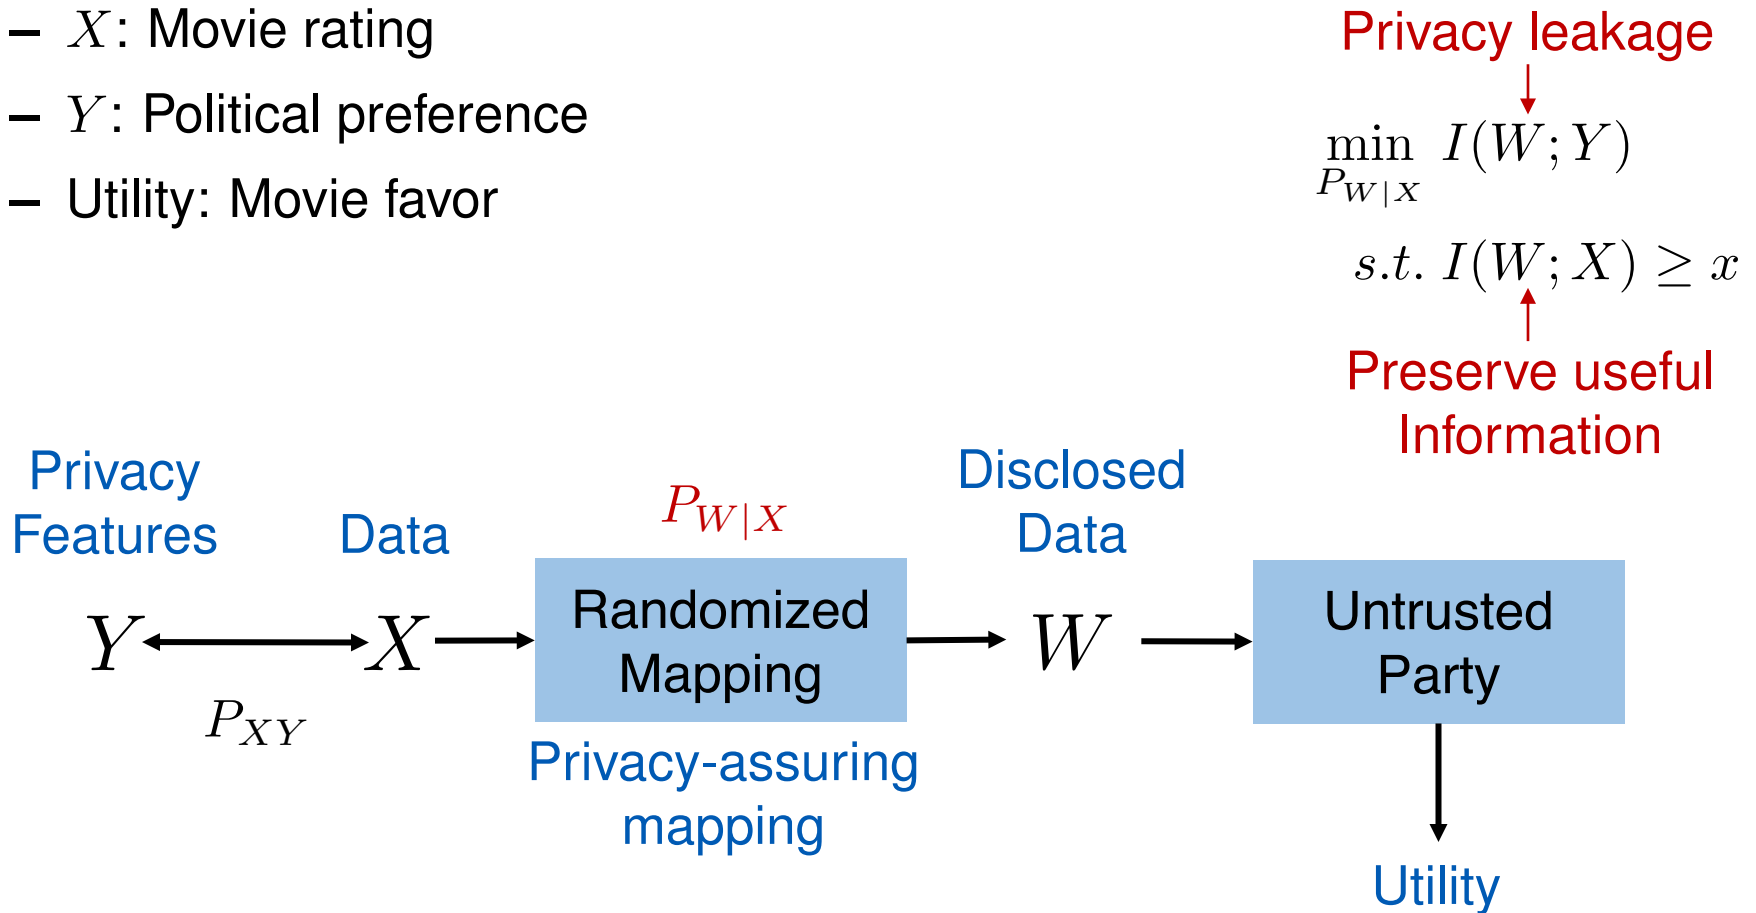 – X: Movie rating
– Y: Political preference
– Utility: Movie favor
Privacy leakage
min I(W;Y)
P_{W|X}
s.t. I(W;X) ≥ x
Preserve useful
Information
Privacy
Features
Data
P_{W|X}
Disclosed
Data
Y
X
Randomized
Mapping
W
Untrusted
Party
P_{XY}
Privacy-assuring
mapping
Utility